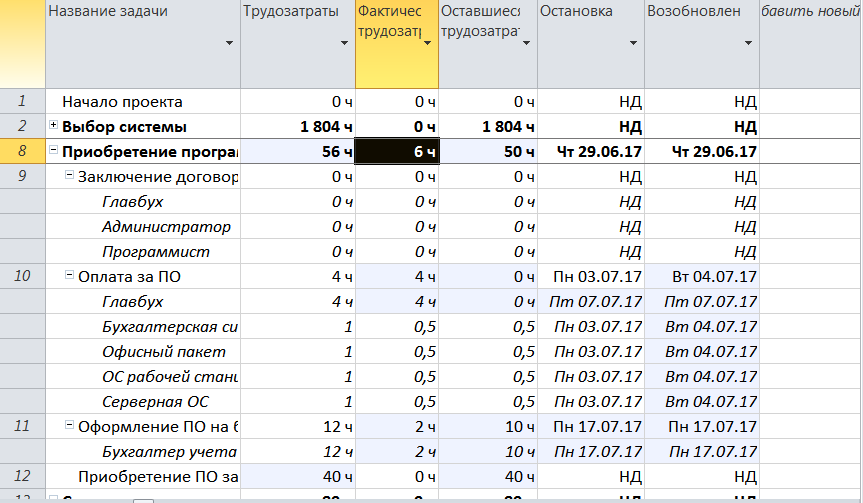 Название задачи Трудозатраты Фактичес Оставшиеся Остановка Возобновлен бавить новый
трудозатр трудозатра
1 Начало проекта 0 ч 0 ч 0 ч НД НД
2 Выбор системы 1 804 ч 0 ч 1 804 ч НД НД
8 Приобретение програ 56 ч 6 ч 50 ч Чт 29.06.17 Чт 29.06.17
9 Заключение договор 0 ч 0 ч 0 ч НД НД
Главбух 0 ч 0 ч 0 ч НД НД
Администратор 0 ч 0 ч 0 ч НД НД
Программист 0 ч 0 ч 0 ч НД НД
10 Оплата за ПО 4 ч 4 ч 0 ч Пн 03.07.17 Вт 04.07.17
Главбух 4 ч 4 ч 0 ч Пт 07.07.17 Пт 07.07.17
Бухгалтерская си 1 0,5 0,5 Пн 03.07.17 Вт 04.07.17
Офисный пакет 1 0,5 0,5 Пн 03.07.17 Вт 04.07.17
ОС рабочей стан 1 0,5 0,5 Пн 03.07.17 Вт 04.07.17
Серверная ОС 1 0,5 0,5 Пн 03.07.17 Вт 04.07.17
11 Оформление ПО на б 12 ч 2 ч 10 ч Пн 17.07.17 Пн 17.07.17
Бухгалтер учета 12 ч 2 ч 10 ч Пн 17.07.17 Пн 17.07.17
12 Приобретение ПО за 40 ч 0 ч 40 ч НД НД